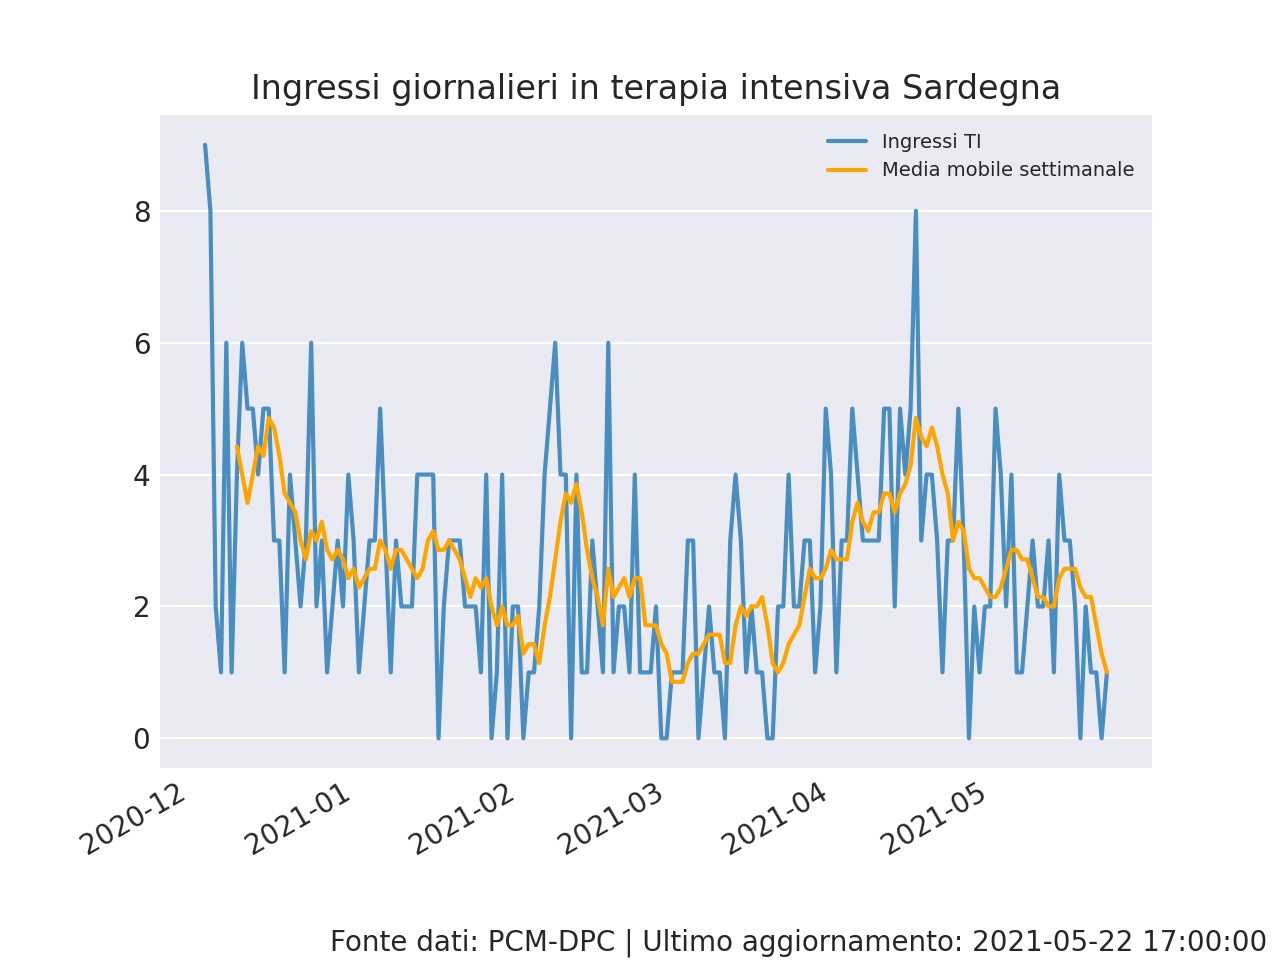 Ingressi giornalieri in terapia intensiva Sardegna
Ingressi TI
Media mobile settimanale
8
6
4
2
0
2020-12
2021-01
2021-02
2021-03
2021-04
2021-05
Fonte dati: PCM-DPC | Ultimo aggiornamento: 2021-05-22 17:00:00